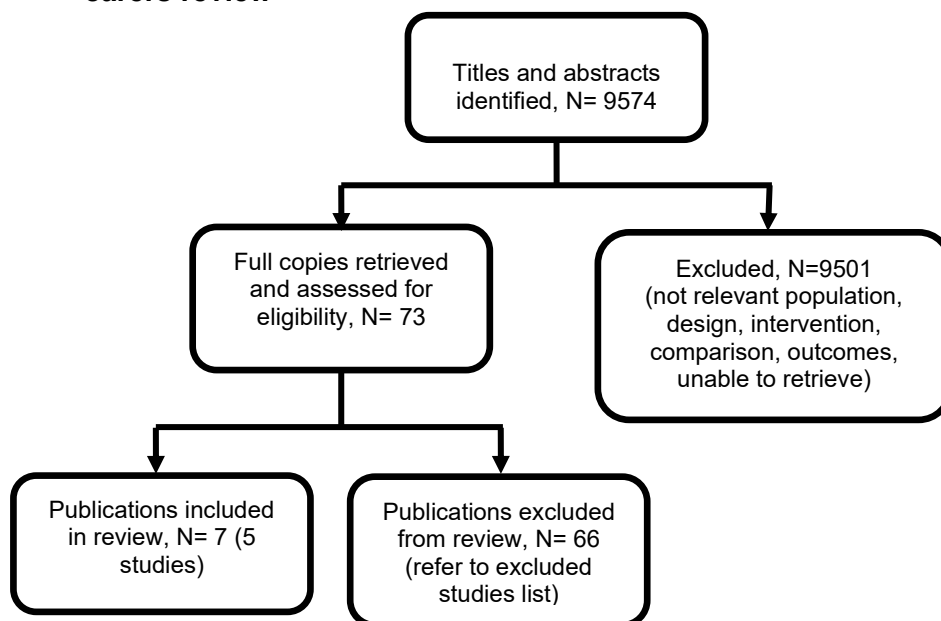 Titles and abstracts
identified, N= 9574
Full copies retrieved
and assessed for
eligibility, N= 73
Excluded, N=9501
(not relevant population,
design, intervention,
comparison, outcomes,
unable to retrieve)
Publications included
in review, N= 7 (5
studies)
Publications excluded
from review, N= 66
(refer to excluded
studies list)